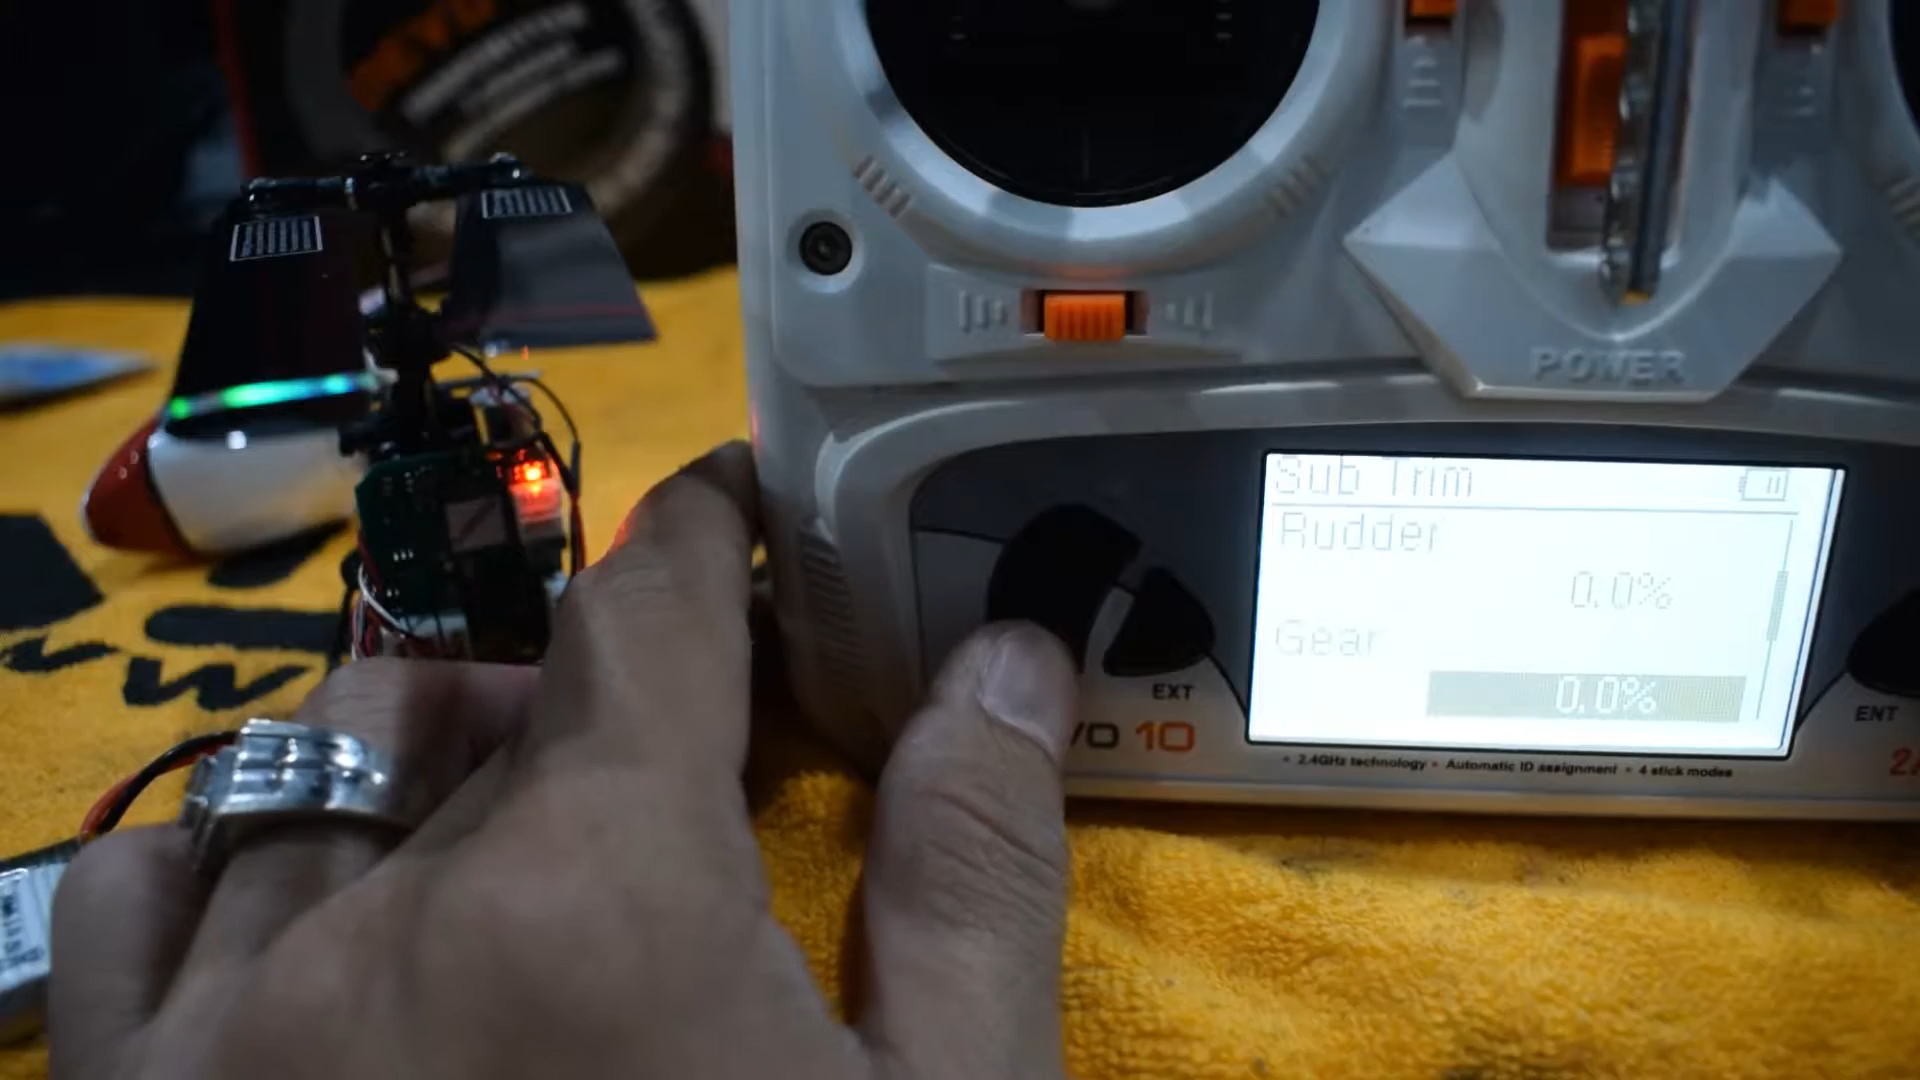 POWER
Sub Trim
Rudder
0.0%
Gear
0.0%
EXT
ENT
VO 10
• 2.4GHz technology • Automatic ID assignment • 4 stick modes